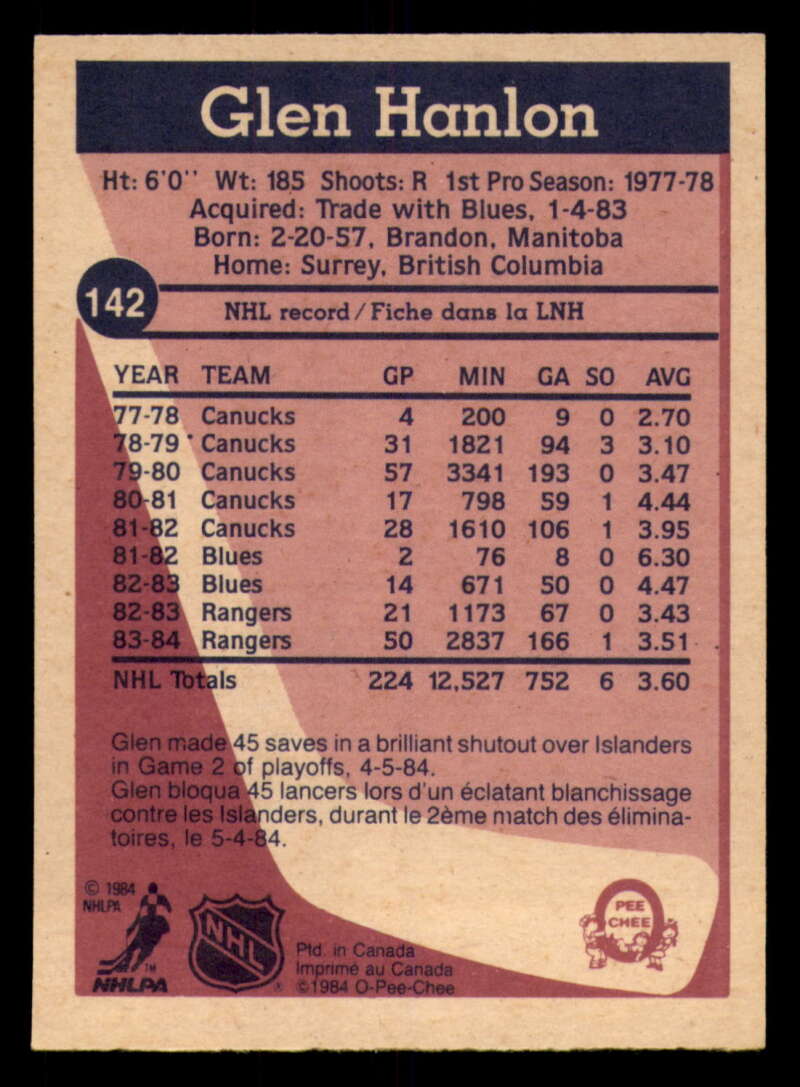 Glen Hanlon
Ht: 6'0'' Wt: 185 Shoots: R 1st Pro Season: 1977-78
Acquired: Trade with Blues, 1-4-83
Born: 2-20-57, Brandon, Manitoba
Home: Surrey, British Columbia
142
NHL record / Fiche dans la LNH
YEAR TEAM GP MIN GA SO AVG
77-78 Canucks 4 200 9 0 2.70
78-79 Canucks 31 1821 94 3 3.10
79-80 Canucks 57 3341 193 0 3.47
80-81 Canucks 17 798 59 1 4.44
81-82 Canucks 28 1610 106 1 3.95
81-82 Blues 2 76 8 0 6.30
82-83 Blues 14 671 50 0 4.47
82-83 Rangers 21 1173 67 0 3.43
83-84 Rangers 50 2837 166 1 3.51
NHL Totals 224 12,527 752 6 3.60
Glen made 45 saves in a brilliant shutout over Islanders
in Game 2 of playoffs, 4-5-84.
Glen bloqua 45 lancers lors d'un éclatant blanchissage
contre les Islanders, durant le 2ème match des élimina-
toires, le 5-4-84.
© 1984
NHLPA
TM
NHLPA
NHL
®
Ptd. in Canada
Imprimé au Canada
©1984 O-Pee-Chee
O
PEE
CHEE